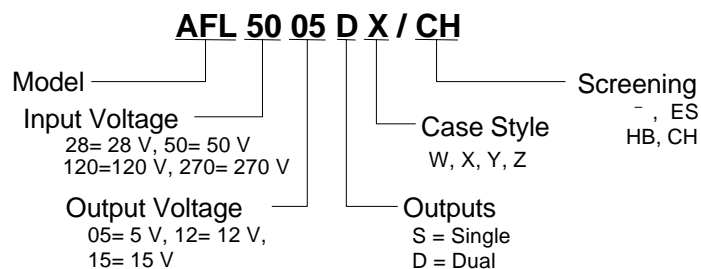 AFL 50 05 D X / CH
Model
Input Voltage
28= 28 V, 50= 50 V
120=120 V, 270= 270 V
Output Voltage
05= 5 V, 12= 12 V,
15= 15 V
Outputs
S = Single
D = Dual
Case Style
W, X, Y, Z
Screening
– , ES
HB, CH